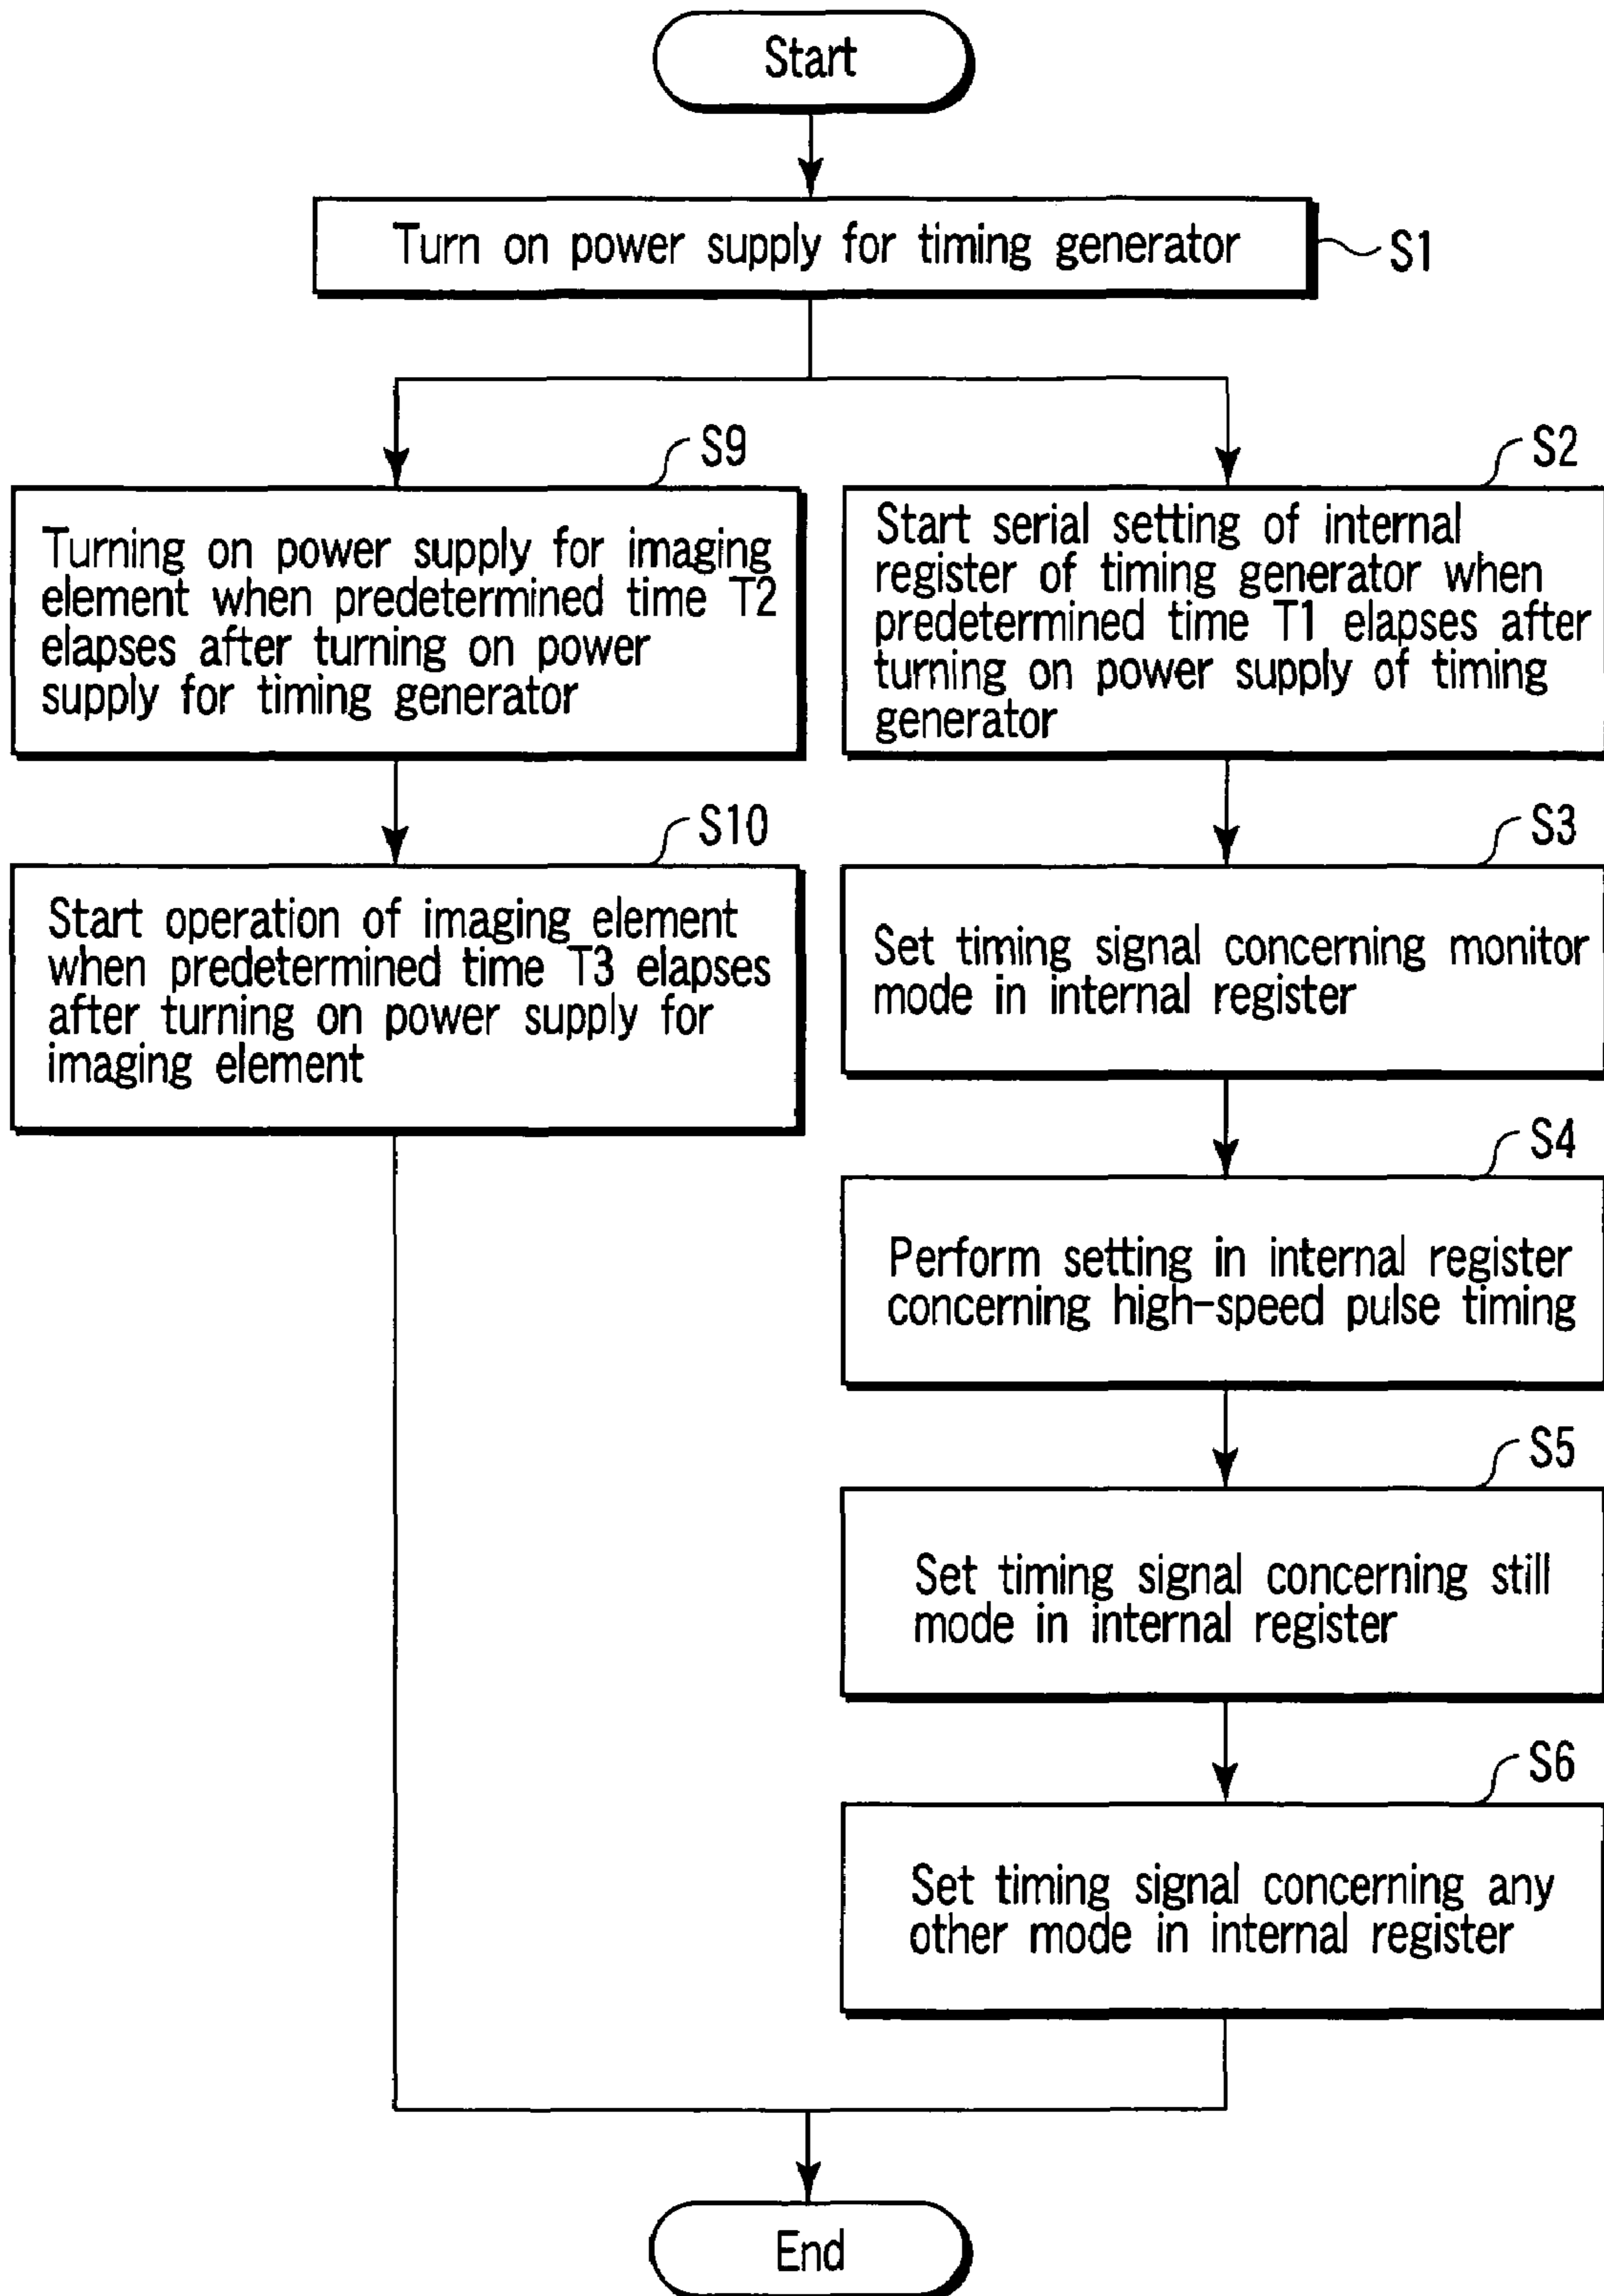 Start
Turn on power supply for timing generator
S1
S9
Turning on power supply for imaging
element when predetermined time T2
elapses after turning on power
supply for timing generator
S10
Start operation of imaging element
when predetermined time T3 elapses
after turning on power supply for
imaging element
S2
Start serial setting of internal
register of timing generator when
predetermined time T1 elapses after
turning on power supply of timing
generator
S3
Set timing signal concerning monitor
mode in internal register
S4
Perform setting in internal register
concerning high-speed pulse timing
S5
Set timing signal concerning still
mode in internal register
S6
Set timing signal concerning any
other mode in internal register
End